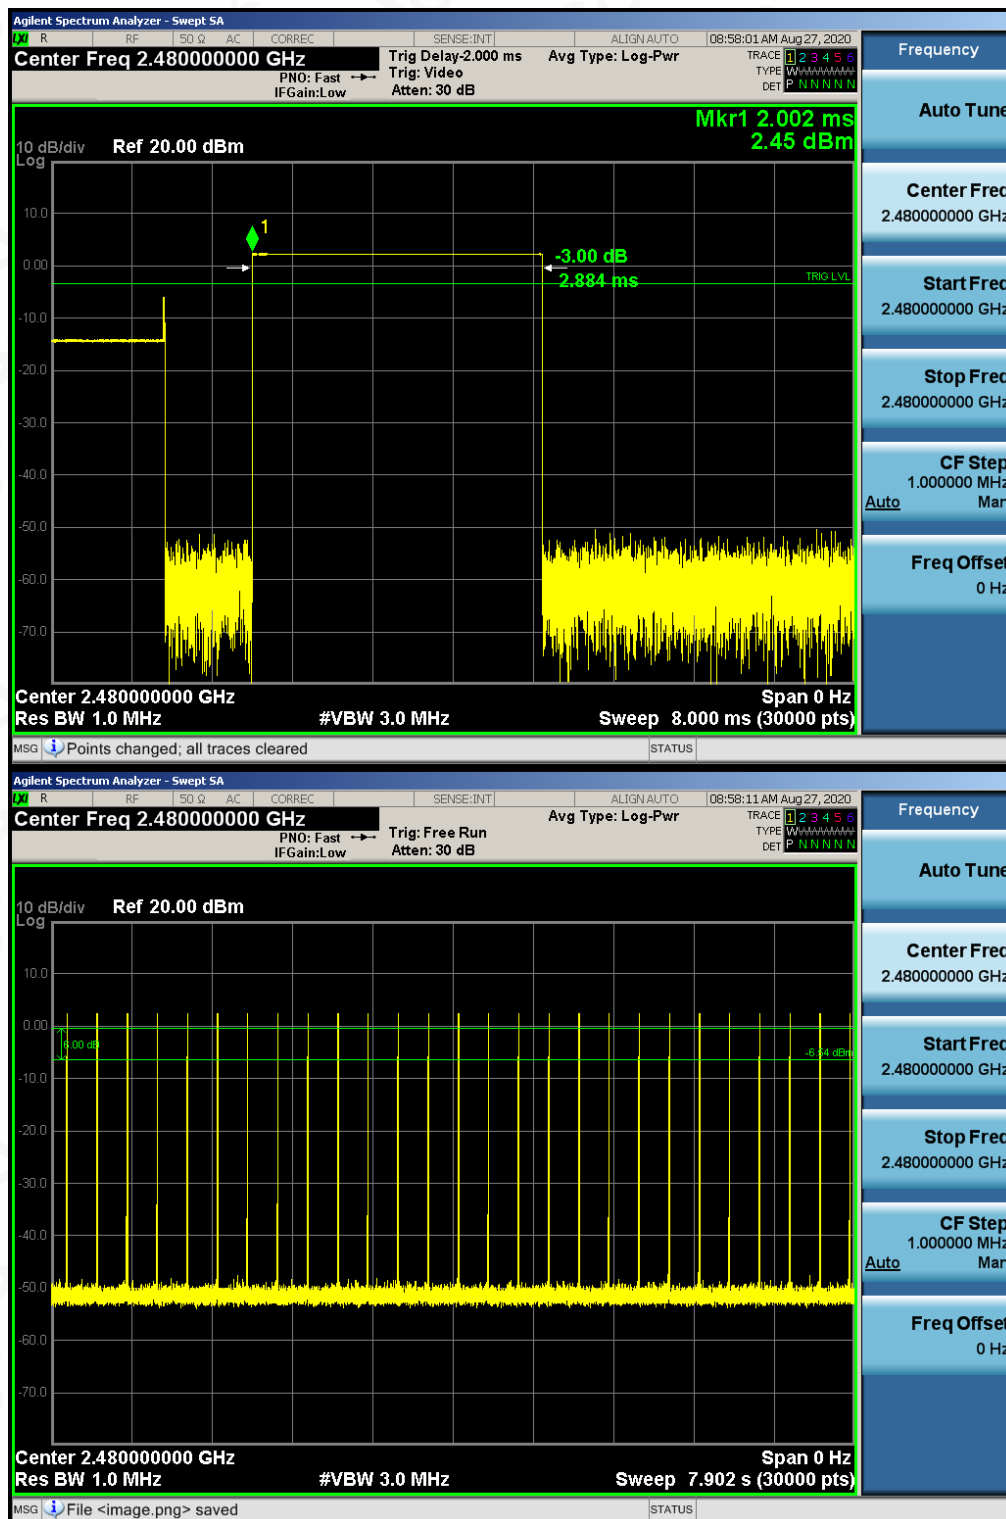 Agilent Spectrum Analyzer - Swept SA
LXI R RF 50 Ω AC CORREC SENSE:INT ALIGN AUTO 08:58:01 AM Aug 27, 2020
Center Freq 2.480000000 GHz Trig Delay-2.000 ms Avg Type: Log-Pwr TRACE 1 2 3 4 5 6
PNO: Fast Trig: Video TYPE
IFGain:Low Atten: 30 dB DET P N N N N N
Mkr1 2.002 ms
2.45 dBm
10 dB/div Ref 20.00 dBm
Log
10.0
1
-3.00 dB
0.00
2.884 ms
TRIG LVL
-10.0
-20.0
-30.0
-40.0
-50.0
-60.0
-70.0
Center 2.480000000 GHz Span 0 Hz
Res BW 1.0 MHz #VBW 3.0 MHz Sweep 8.000 ms (30000 pts)
MSG Points changed; all traces cleared STATUS
Frequency
Auto Tune
Center Freq
2.480000000 GHz
Start Freq
2.480000000 GHz
Stop Freq
2.480000000 GHz
CF Step
1.000000 MHz
Auto Man
Freq Offset
0 Hz
Agilent Spectrum Analyzer - Swept SA
LXI R RF 50 Ω AC CORREC SENSE:INT ALIGN AUTO 08:58:11 AM Aug 27, 2020
Center Freq 2.480000000 GHz Avg Type: Log-Pwr TRACE 1 2 3 4 5 6
PNO: Fast Trig: Free Run TYPE
IFGain:Low Atten: 30 dB DET P N N N N N
10 dB/div Ref 20.00 dBm
Log
10.0
0.00
6.00 dB
-10.0
-20.0
-30.0
-40.0
-50.0
-60.0
-70.0
Center 2.480000000 GHz Span 0 Hz
Res BW 1.0 MHz #VBW 3.0 MHz Sweep 7.902 s (30000 pts)
MSG File <image.png> saved STATUS
Frequency
Auto Tune
Center Freq
2.480000000 GHz
Start Freq
2.480000000 GHz
Stop Freq
2.480000000 GHz
CF Step
1.000000 MHz
Auto Man
Freq Offset
0 Hz